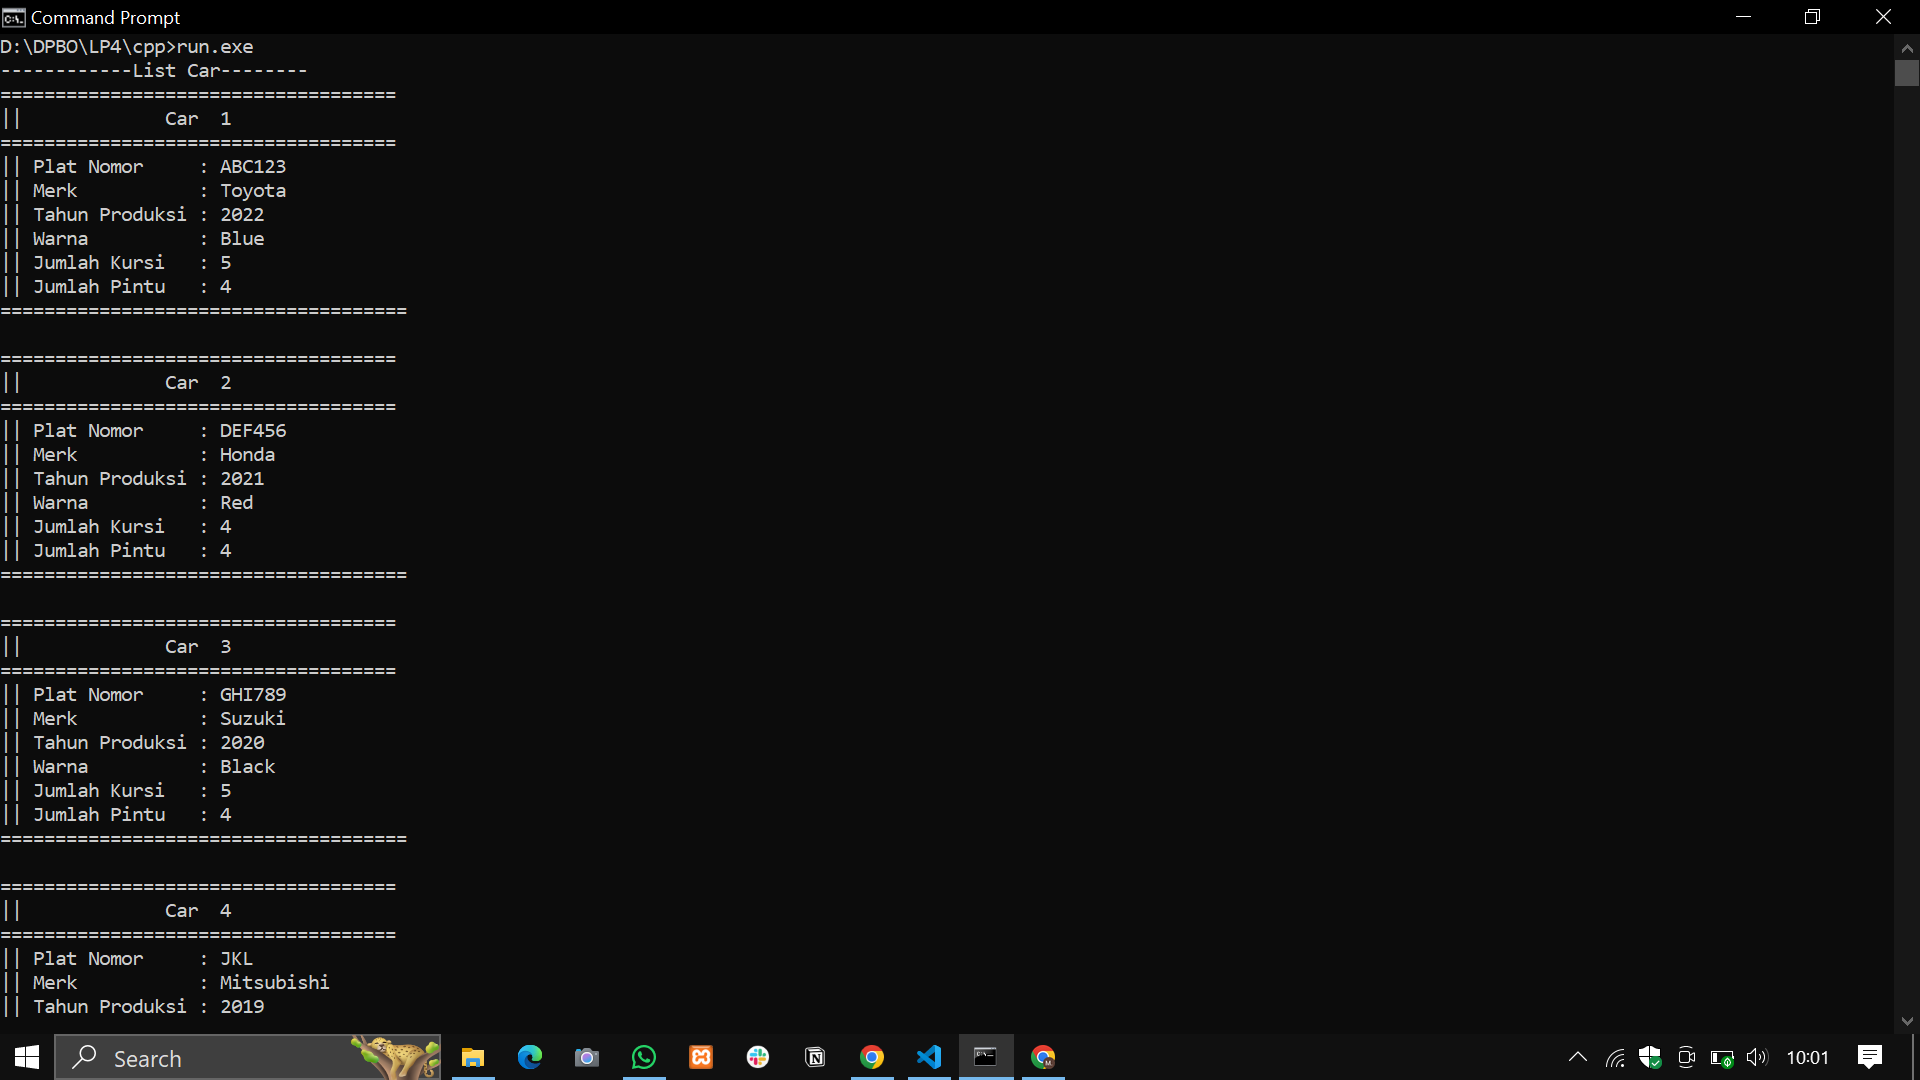 Command Prompt
D:\DPBO\LP4\cpp>run.exe
------------List Car--------
====================================
||             Car  1
====================================
|| Plat Nomor     : ABC123
|| Merk           : Toyota
|| Tahun Produksi : 2022
|| Warna          : Blue
|| Jumlah Kursi   : 5
|| Jumlah Pintu   : 4
=====================================
====================================
||             Car  2
====================================
|| Plat Nomor     : DEF456
|| Merk           : Honda
|| Tahun Produksi : 2021
|| Warna          : Red
|| Jumlah Kursi   : 4
|| Jumlah Pintu   : 4
=====================================
====================================
||             Car  3
====================================
|| Plat Nomor     : GHI789
|| Merk           : Suzuki
|| Tahun Produksi : 2020
|| Warna          : Black
|| Jumlah Kursi   : 5
|| Jumlah Pintu   : 4
=====================================
====================================
||             Car  4
====================================
|| Plat Nomor     : JKL
|| Merk           : Mitsubishi
|| Tahun Produksi : 2019
Search
10:01